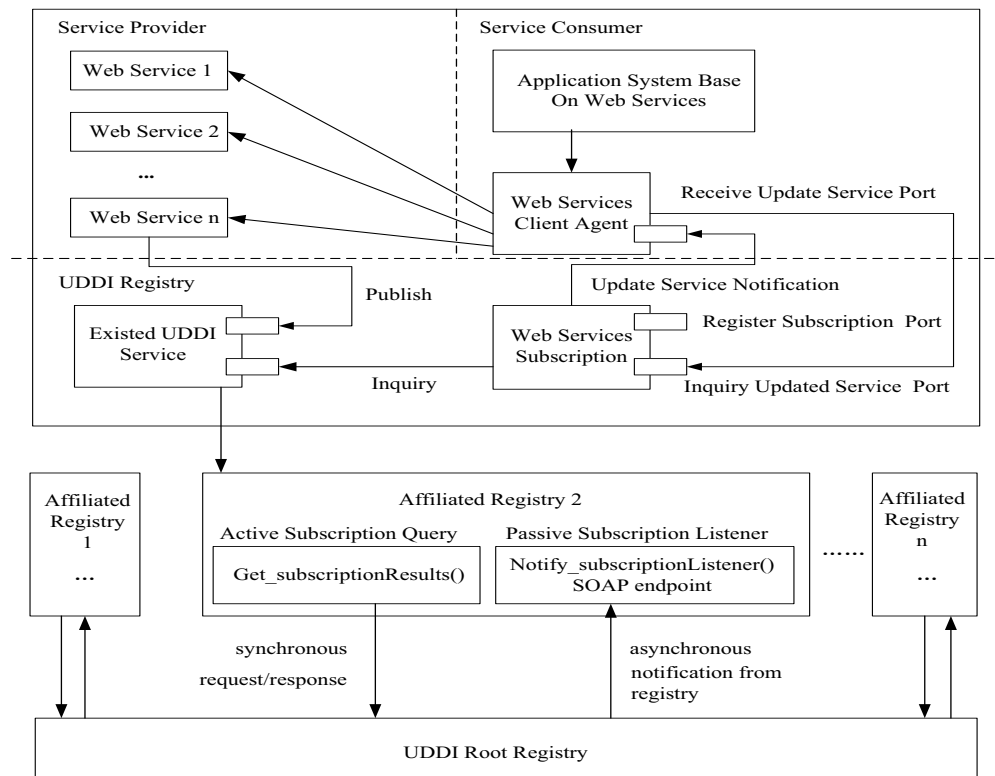 Service Provider
Service Consumer
Web Service 1
Application System Base
On Web Services
Web Service 2
...
Web Services
Client Agent
Receive Update Service Port
Web Service n
UDDI Registry
Publish
Update Service Notification
Existed UDDI
Service
Web Services
Subscription
Register Subscription Port
Inquiry
Inquiry Updated Service Port
Affiliated
Registry
1
...
Affiliated Registry 2
Active Subscription Query
Get_subscriptionResults()
Passive Subscription Listener
Notify_subscriptionListener()
SOAP endpoint
......
Affiliated
Registry
n
...
synchronous
request/response
asynchronous
notification from
registry
UDDI Root Registry